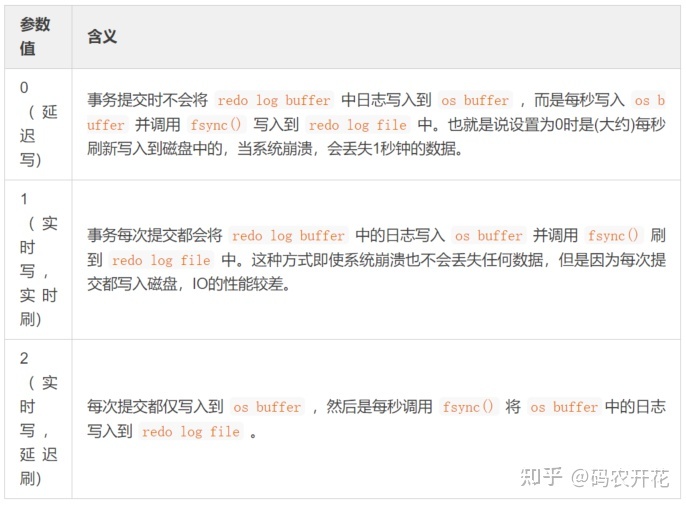 参数
值
含义
0
（延
迟
写）
事务提交时不会将 redo log buffer 中日志写入到 os buffer ，而是每秒写入 os b
uffer 并调用 fsync() 写入到 redo log file 中。也就是说设置为0时是(大约)每秒
刷新写入到磁盘中的，当系统崩溃，会丢失1秒钟的数据。
1
（实
时
写，
实时
刷）
事务每次提交都会将 redo log buffer 中的日志写入 os buffer 并调用 fsync() 刷
到 redo log file 中。这种方式即使系统崩溃也不会丢失任何数据，但是因为每次提
交都写入磁盘，IO的性能较差。
2
（实
时
写，
延迟
刷）
每次提交都仅写入到 os buffer ，然后是每秒调用 fsync() 将 os buffer 中的日志
写入到 redo log file 。
知乎 @码农开花